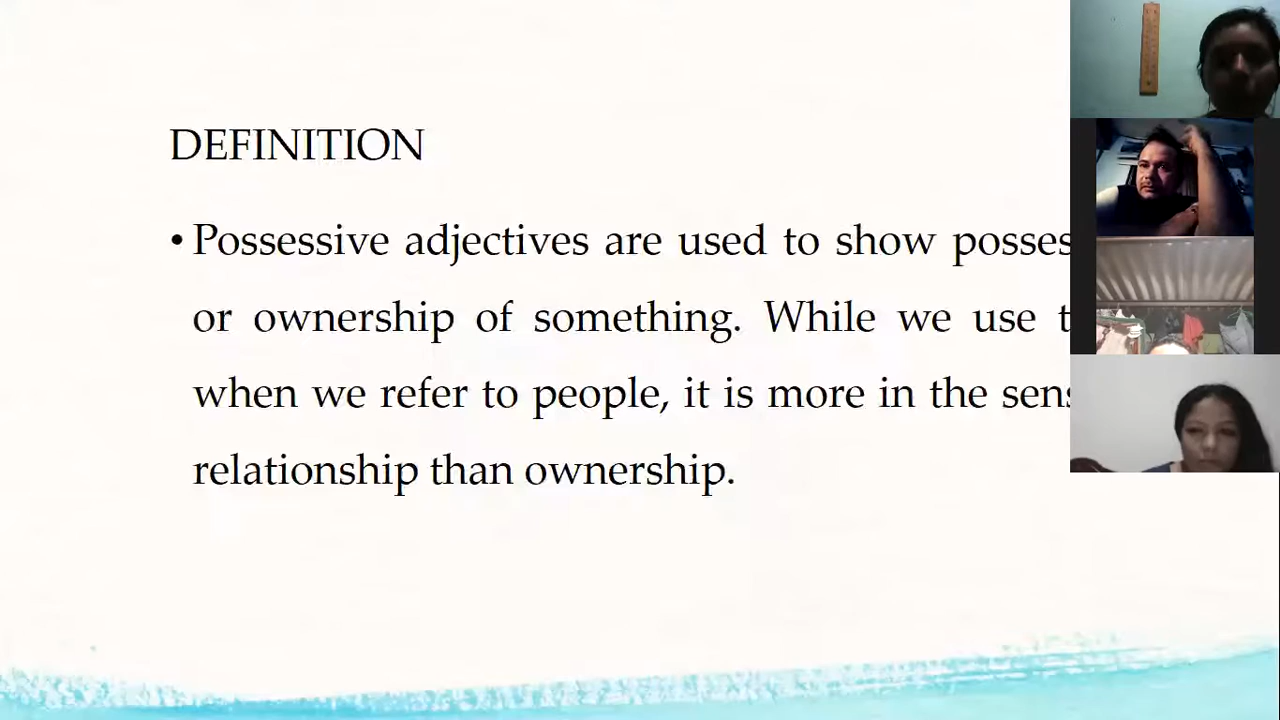 DEFINITION
• Possessive adjectives are used to show posses
or ownership of something. While we use t
when we refer to people, it is more in the sens
relationship than ownership.